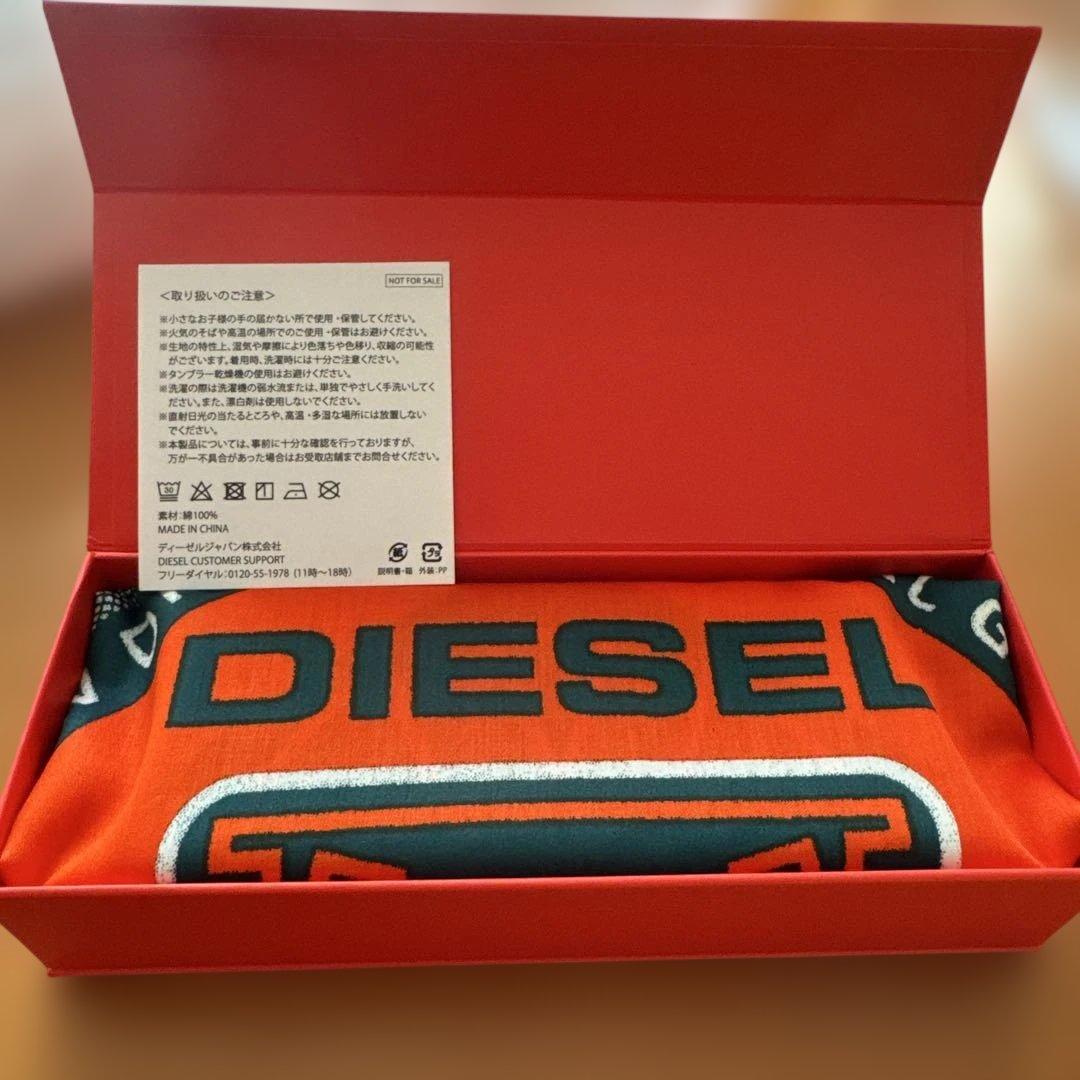 NOT FOR SALE
＜取り扱いのご注意＞
※小さなお子様の手の届かない所で使用・保管してください。
※火気のそばや高温の場所でのご使用・保管はお避けください。
※生地の特性上、湿気や摩擦により色落ちや色移り、収縮の可能性
がございます。着用時、洗濯時には十分ご注意ください。
※タンブラー乾燥機の使用はお避けください。
※洗濯の際は洗濯機の弱水流または、単独でやさしく手洗いしてく
ださい。また、漂白剤は使用しないでください。
※直射日光の当たるところや、高温・多湿な場所には放置しない
でください。
※本製品については、事前に十分な確認を行っておりますが、
万が一不具合があった場合はお受取店舗までお問合せください。
30
素材：綿100%
MADE IN CHINA
ディーゼルジャパン株式会社
DIESEL CUSTOMER SUPPORT
フリーダイヤル：0120-55-1978（11時〜18時）
紙 プラ
説明書・箱 外装：PP
DIESEL